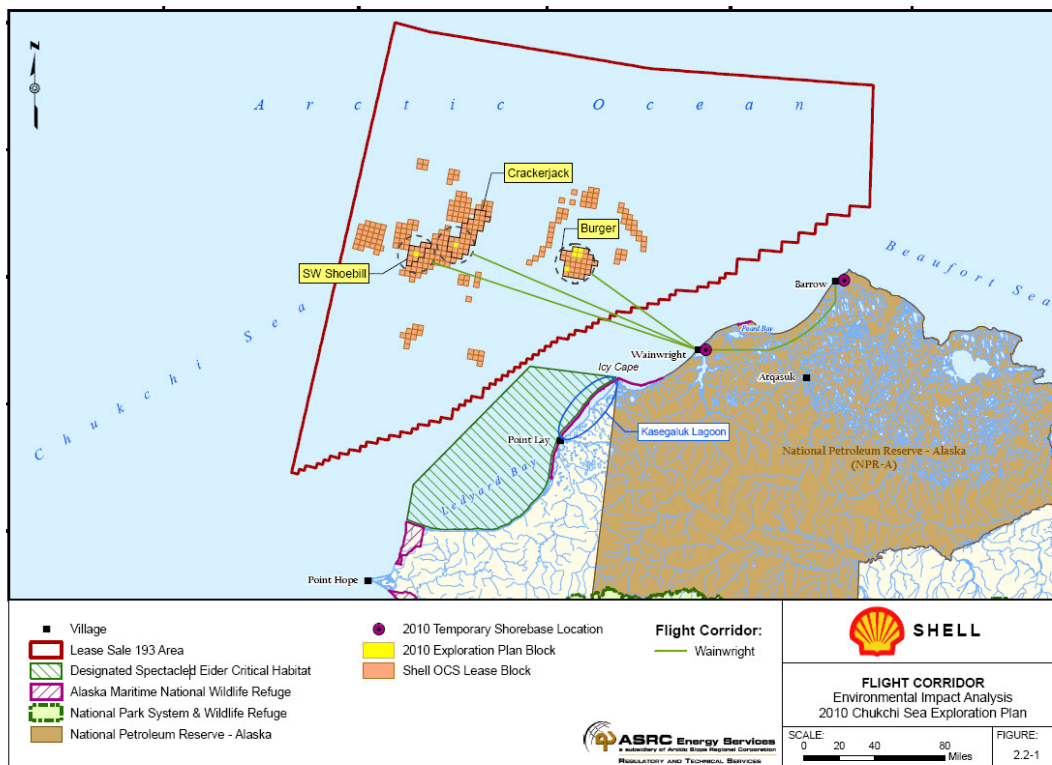 N
Arctic Ocean
Crackerjack
Burger
SW Shoebill
Beaufort Sea
Barrow
Peard Bay
Wainwright
Icy Cape
Atqasuk
Chukchi Sea
Kasegaluk Lagoon
Point Lay
National Petroleum Reserve - Alaska
(NPR-A)
Ledyard Bay
Point Hope
Village
Lease Sale 193 Area
Designated Spectacled Eider Critical Habitat
Alaska Maritime National Wildlife Refuge
National Park System & Wildlife Refuge
National Petroleum Reserve - Alaska
2010 Temporary Shorebase Location
2010 Exploration Plan Block
Shell OCS Lease Block
Flight Corridor:
Wainwright
ASRC Energy Services
a subsidiary of Arctic Slope Regional Corporation
REGULATORY AND TECHNICAL SERVICES
SHELL
FLIGHT CORRIDOR
Environmental Impact Analysis
2010 Chukchi Sea Exploration Plan
SCALE:
0 20 40 80
Miles
FIGURE:
2.2-1